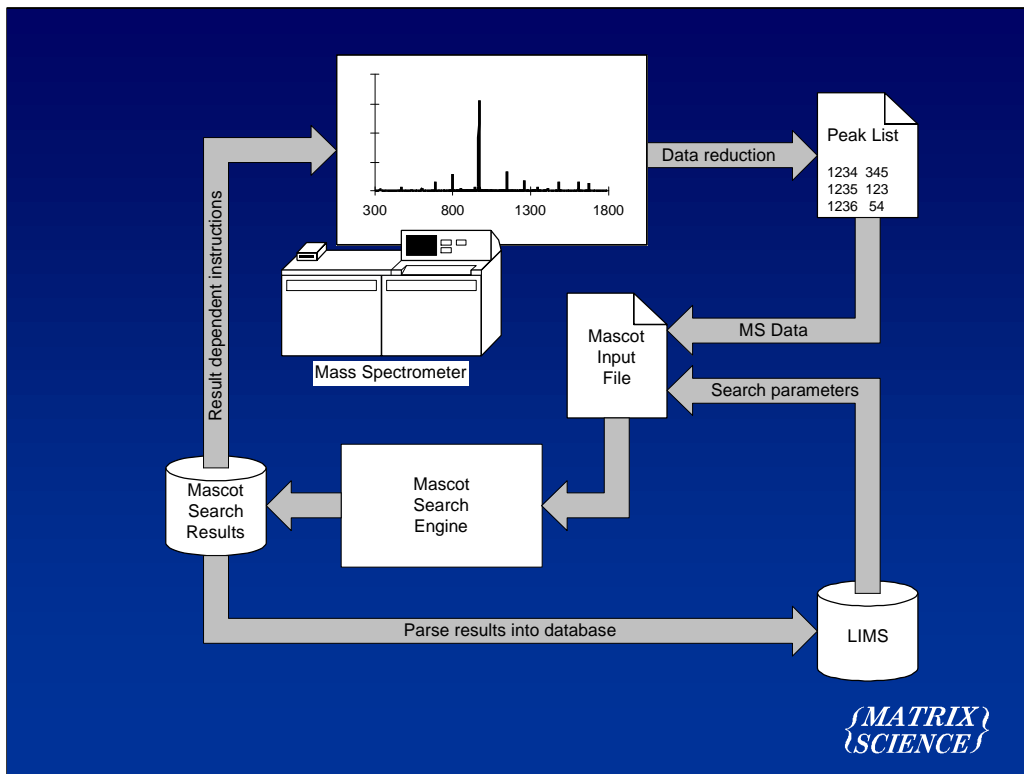 300 800 1300 1800
Data reduction
Peak List
1234 345
1235 123
1236 54
Result dependent instructions
Mass Spectrometer
MS Data
Mascot
Input
File
Search parameters
Mascot
Search
Engine
Mascot
Search
Results
Parse results into database
LIMS
{MATRIX}
{SCIENCE}